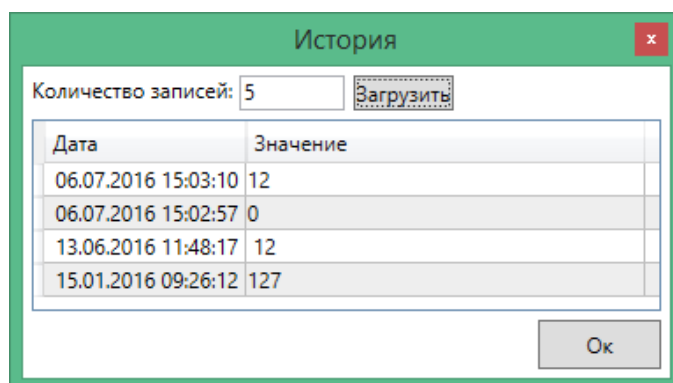 История
x
Количество записей: 5 Загрузить
Дата Значение
06.07.2016 15:03:10 12
06.07.2016 15:02:57 0
13.06.2016 11:48:17 12
15.01.2016 09:26:12 127
Ок